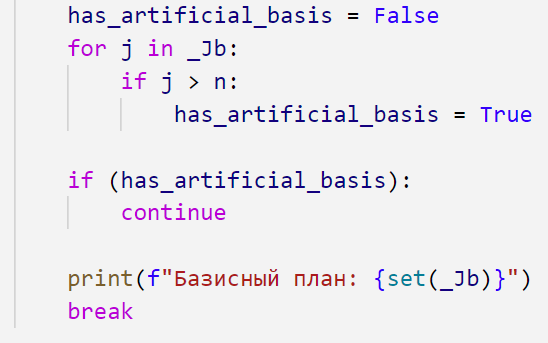 has_artificial_basis = False
for j in _Jb:
    if j > n:
        has_artificial_basis = True

if (has_artificial_basis):
    continue

print(f"Базисный план: {set(_Jb)}")
break